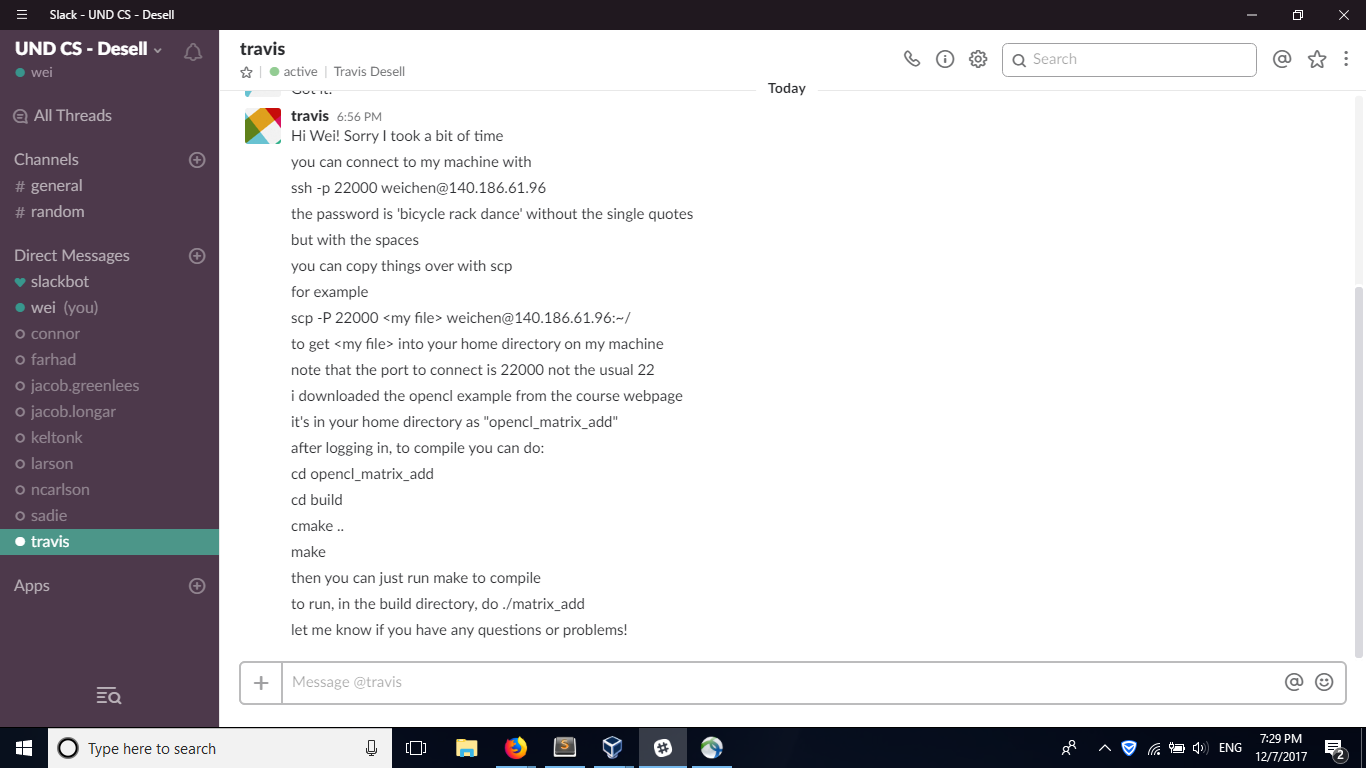 Slack - UND CS - Desell
UND CS - Desell
wei
All Threads
Channels
# general
# random
Direct Messages
slackbot
wei (you)
connor
farhad
jacob.greenlees
jacob.longar
keltonk
larson
ncarlson
sadie
travis
Apps
travis
active | Travis Desell
Search
Today
Got it!
travis 6:56 PM
Hi Wei! Sorry I took a bit of time
you can connect to my machine with
ssh -p 22000 weichen@140.186.61.96
the password is 'bicycle rack dance' without the single quotes
but with the spaces
you can copy things over with scp
for example
scp -P 22000 <my file> weichen@140.186.61.96:~/
to get <my file> into your home directory on my machine
note that the port to connect is 22000 not the usual 22
i downloaded the opencl example from the course webpage
it's in your home directory as "opencl_matrix_add"
after logging in, to compile you can do:
cd opencl_matrix_add
cd build
cmake ..
make
then you can just run make to compile
to run, in the build directory, do ./matrix_add
let me know if you have any questions or problems!
Message @travis
Type here to search
ENG
7:29 PM
12/7/2017
2